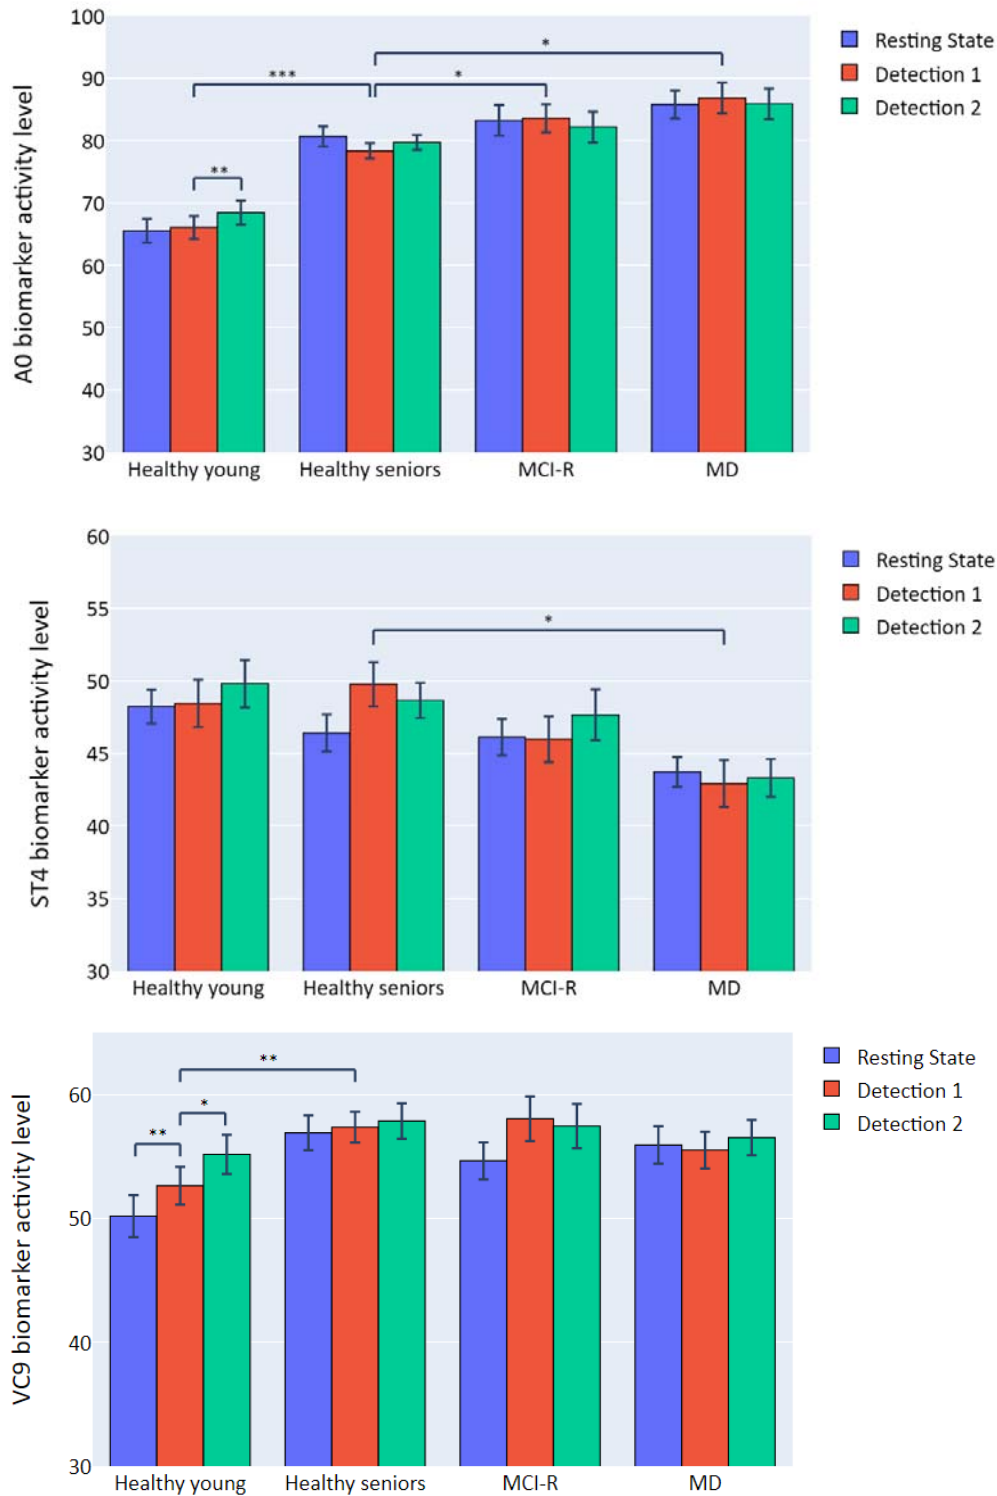 A0 biomarker activity level
100
90
80
70
60
50
40
30
*
***
*
**
Healthy young
Healthy seniors
MCI-R
MD
Resting State
Detection 1
Detection 2
ST4 biomarker activity level
60
55
50
45
40
35
30
*
Healthy young
Healthy seniors
MCI-R
MD
Resting State
Detection 1
Detection 2
VC9 biomarker activity level
60
50
40
30
**
*
**
Healthy young
Healthy seniors
MCI-R
MD
Resting State
Detection 1
Detection 2